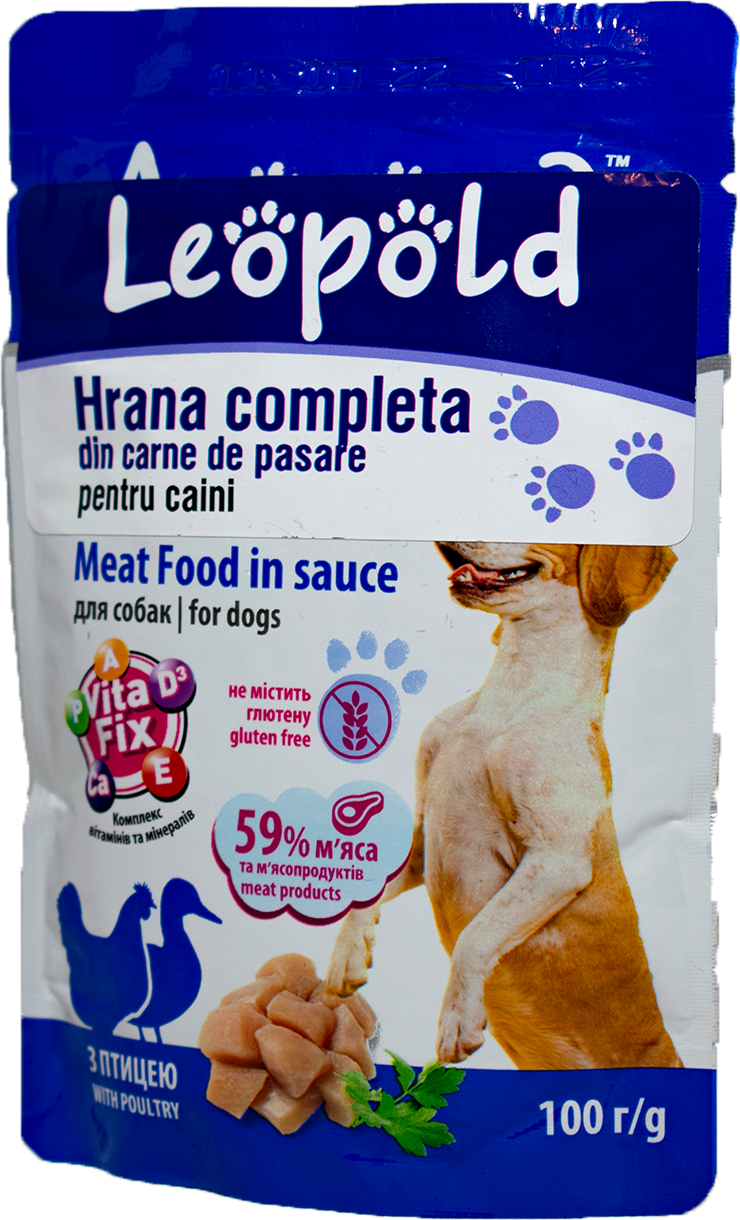 ™
Leopold
Hrana completa
din carne de pasare
pentru caini
Meat Food in sauce
для собак | for dogs
A
D3
P
Vita
Fix
Ca
E
Комплекс
вітамінів та мінералів
не містить
глютену
gluten free
59% м'яса
та м'ясопродуктів
meat products
З ПТИЦЕЮ
WITH POULTRY
100 г/g